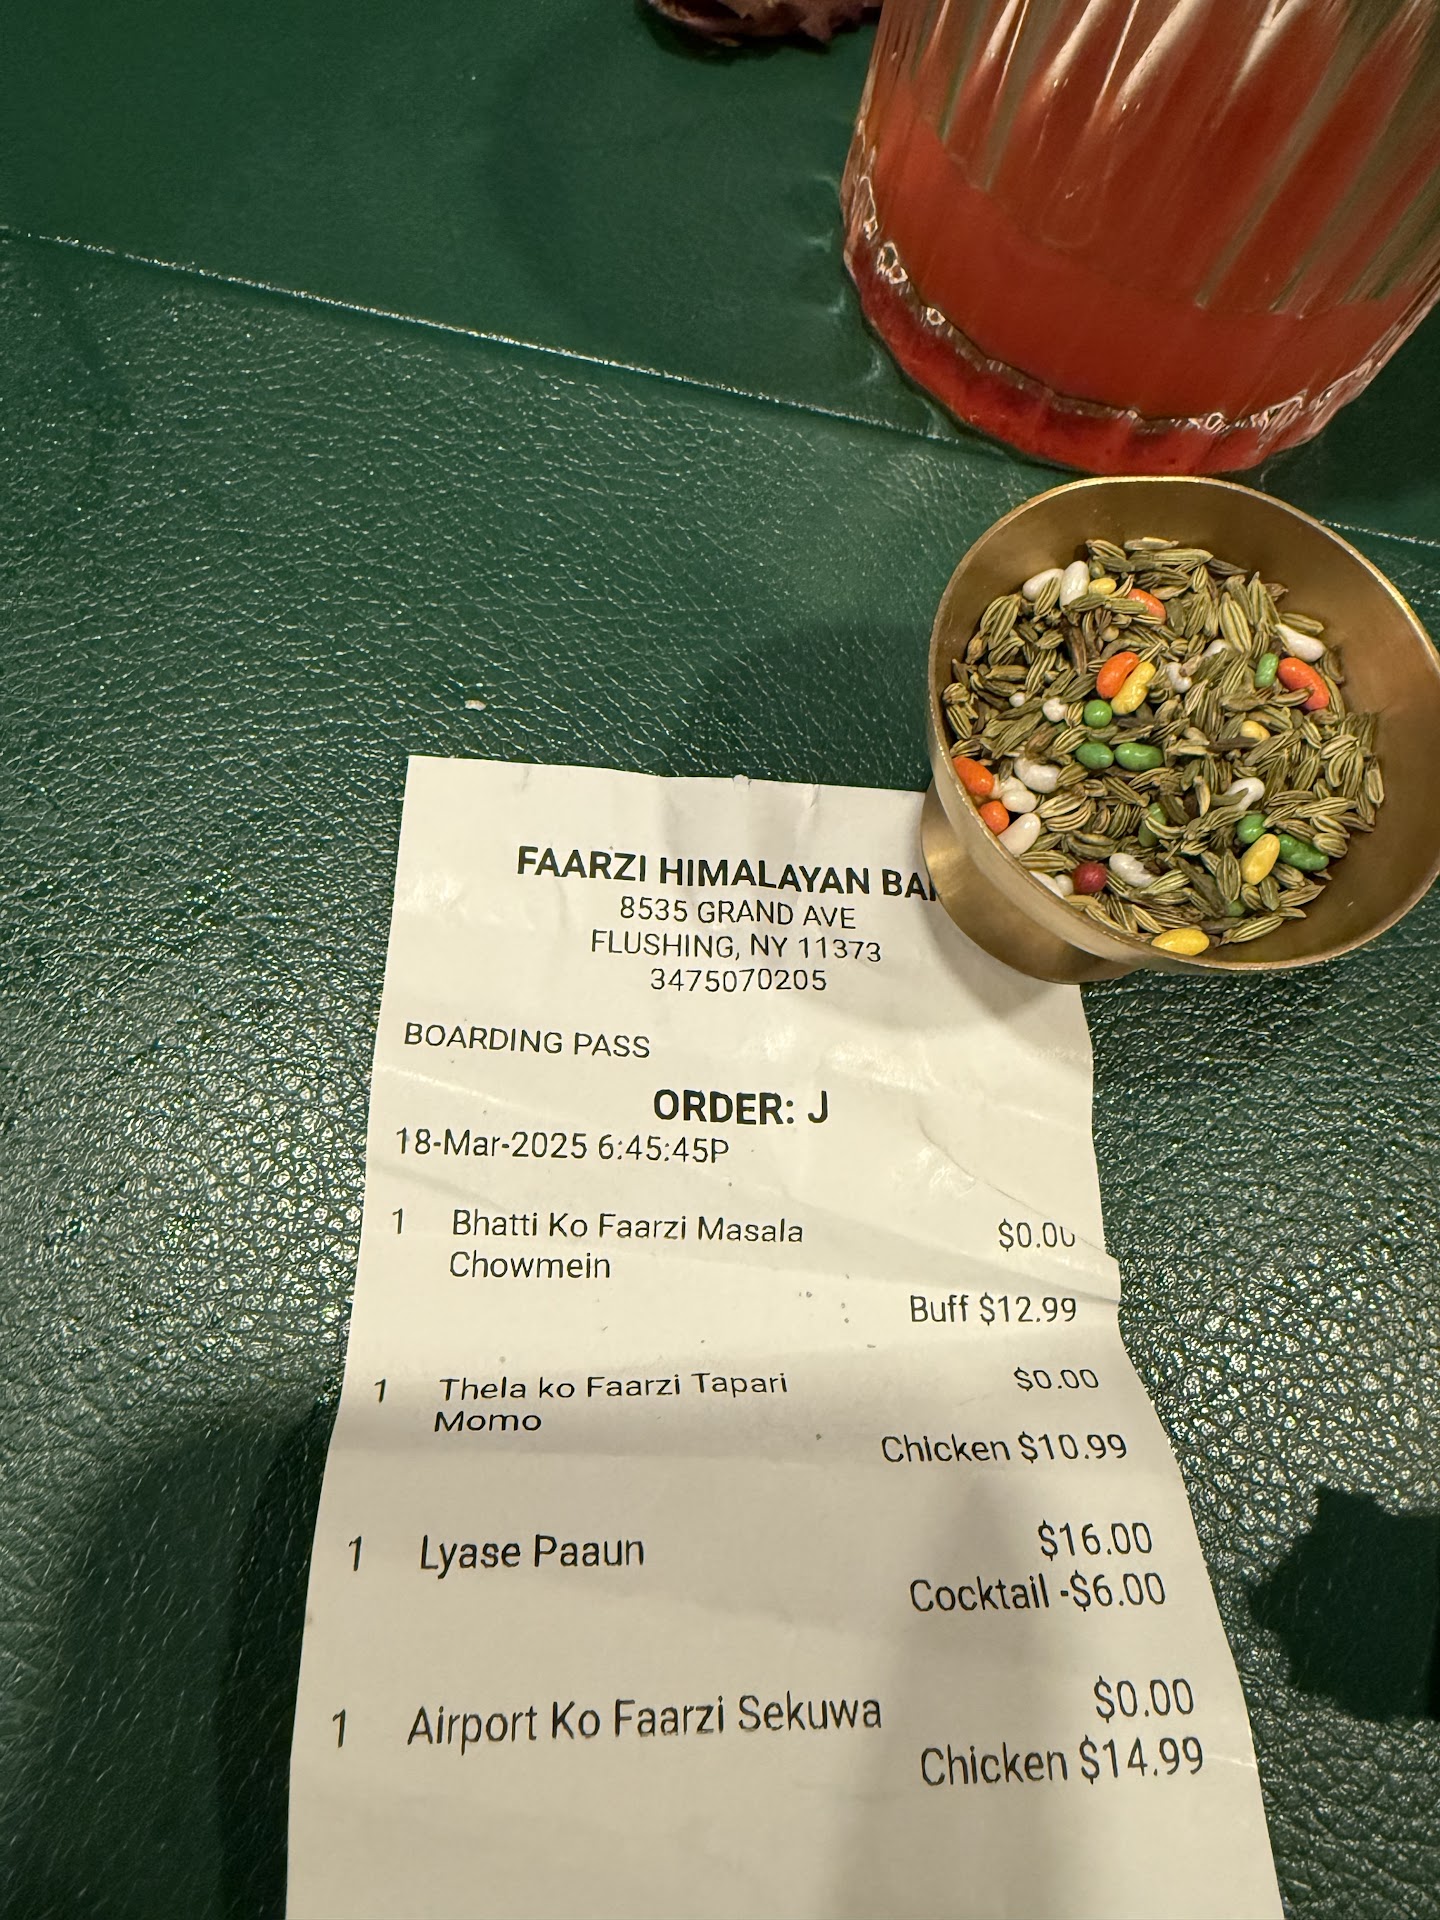 FAARZI HIMALAYAN
8535 GRAND AVE
FLUSHING, NY 11373
3475070205
BOARDING PASS
ORDER: J
18-Mar-2025 6:45:45P
1 Bhatti Ko Faarzi Masala $0.00
Chowmein
Buff $12.99
1 Thela ko Faarzi Tapari $0.00
Momo
Chicken $10.99
1 Lyase Paaun $16.00
Cocktail -$6.00
1 Airport Ko Faarzi Sekuwa $0.00
Chicken $14.99